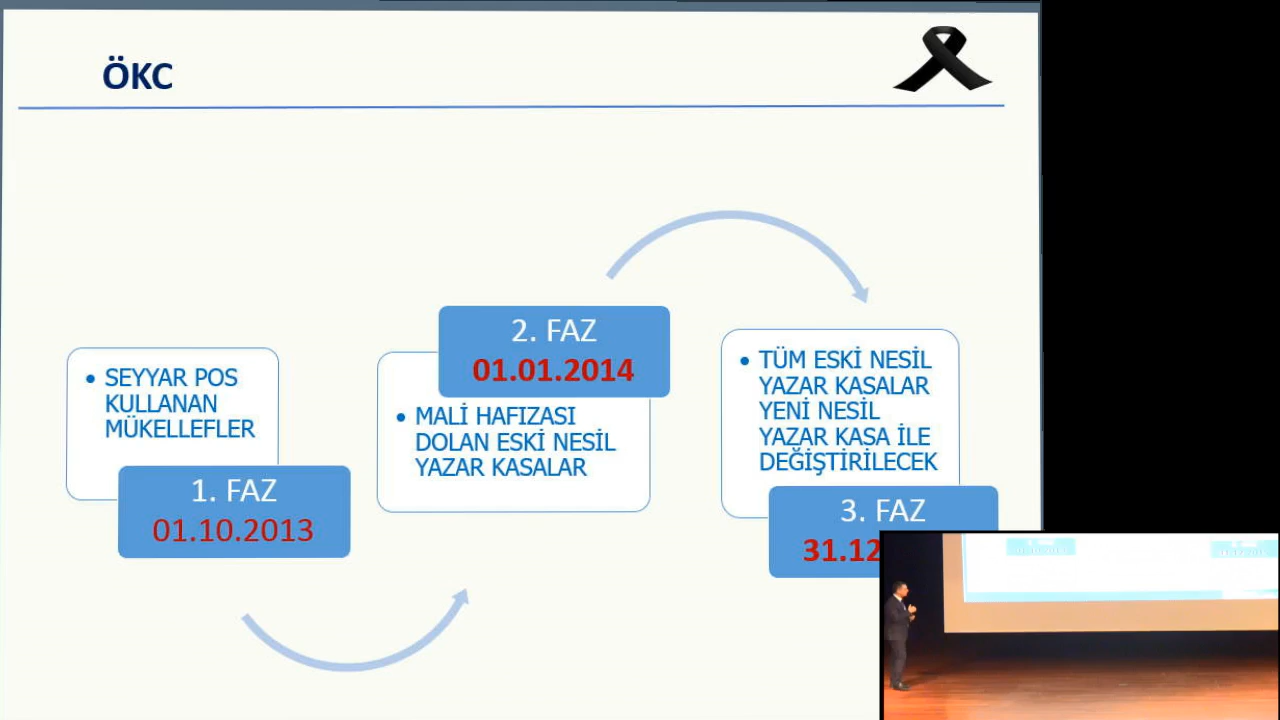 ÖKC
SEYYAR POS
KULLANAN
MÜKELLEFLER
1. FAZ
01.10.2013
2. FAZ
01.01.2014
MALİ HAFIZASI
DOLAN ESKİ NESİL
YAZAR KASALAR
TÜM ESKİ NESİL
YAZAR KASALAR
YENİ NESİL
YAZAR KASA İLE
DEĞİŞTİRİLECEK
3. FAZ
31.12